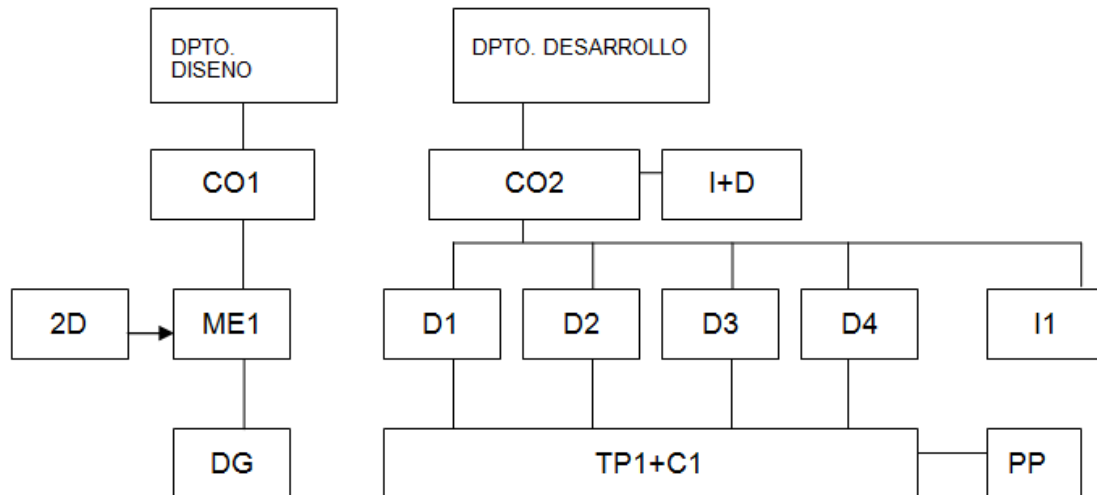 DPTO.
DISENO
DPTO. DESARROLLO
CO1
CO2
I+D
2D
ME1
D1
D2
D3
D4
I1
DG
TP1+C1
PP